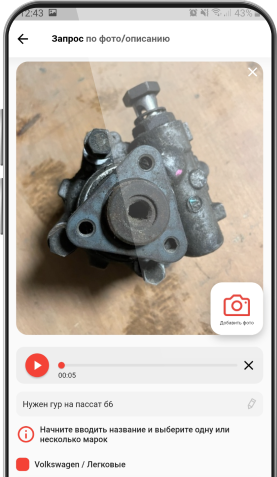 12:43 43%
Запрос по фото/описанию
Добавить фото
00:05
Нужен гур на пассат б6
Начните вводить название и выберите одну или
несколько марок
Volkswagen / Легковые